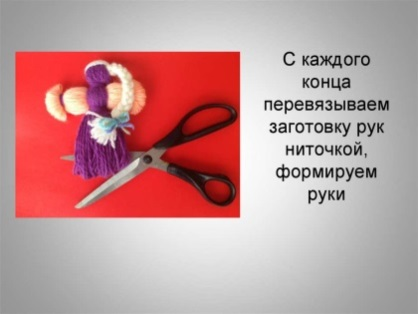 С каждого
конца
перевязываем
заготовку рук
ниточкой,
формируем
руки